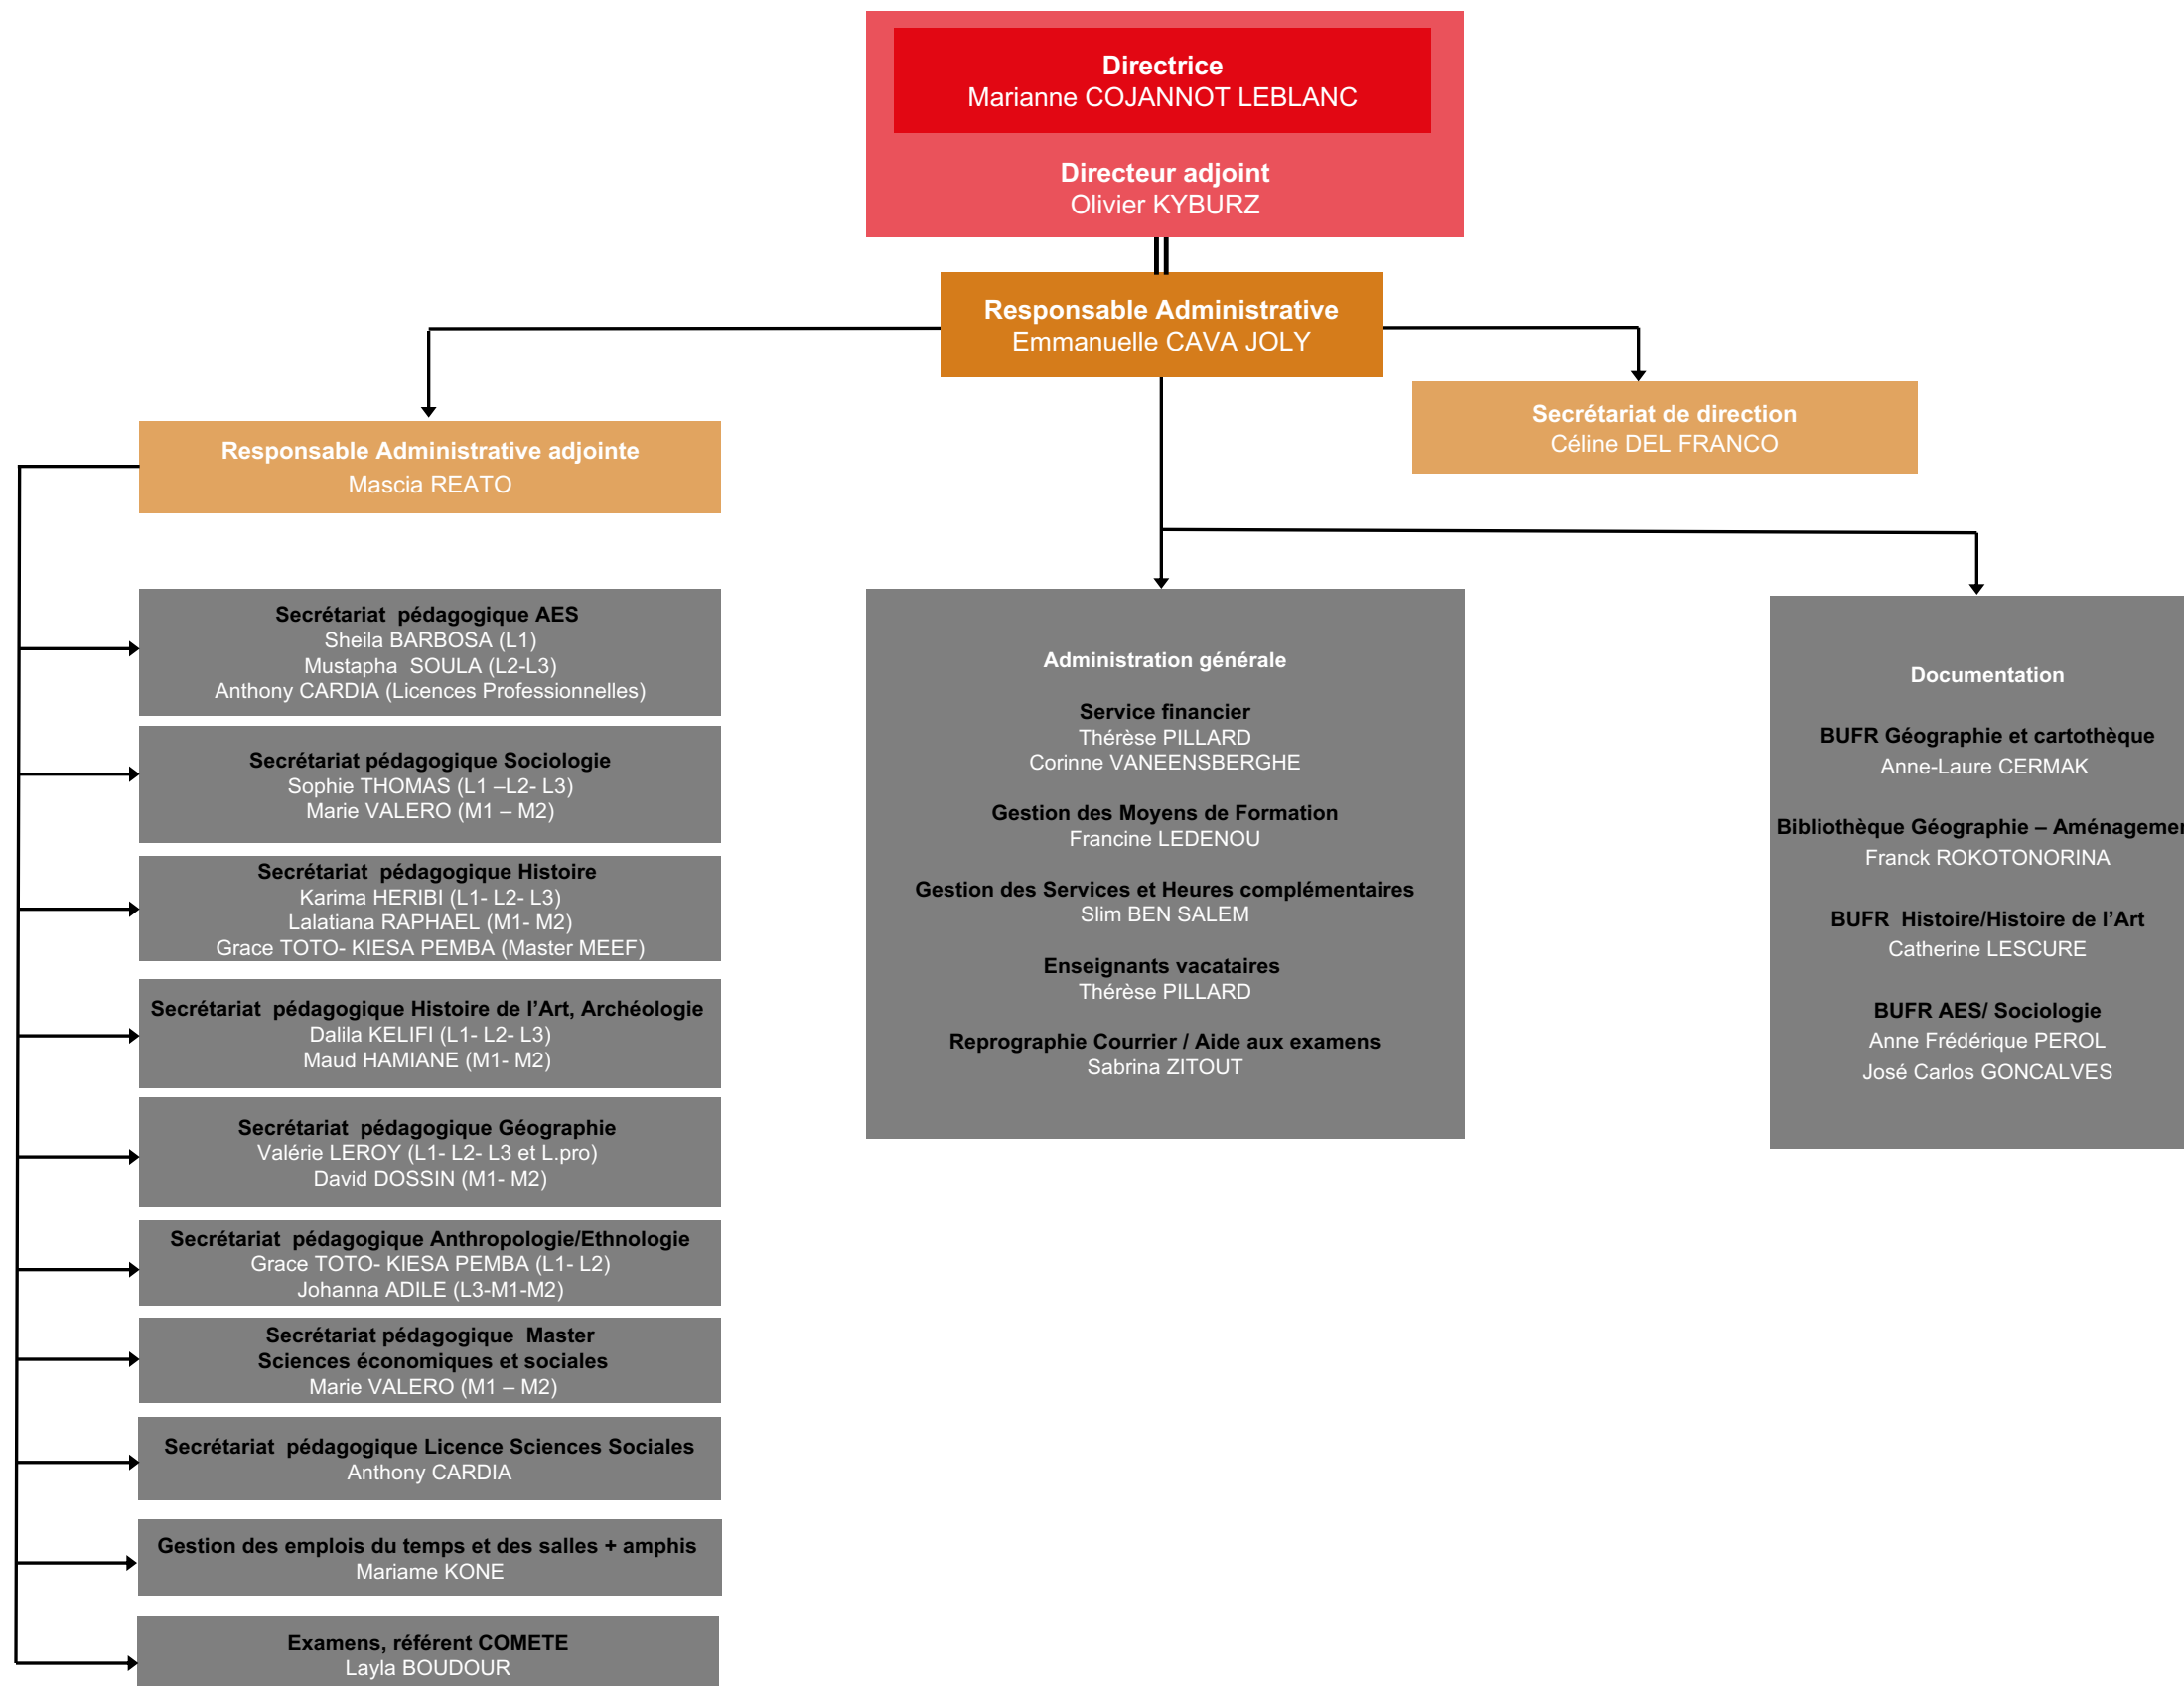 Directrice
Marianne COJANNOT LEBLANC
Directeur adjoint
Olivier KYBURZ
Responsable Administrative
Emmanuelle CAVA JOLY
Secrétariat de direction
Céline DEL FRANCO
Responsable Administrative adjointe
Mascia REATO
Secrétariat pédagogique AES
Sheila BARBOSA (L1)
Mustapha SOULA (L2-L3)
Anthony CARDIA (Licences Professionnelles)
Secrétariat pédagogique Sociologie
Sophie THOMAS (L1 –L2- L3)
Marie VALERO (M1 – M2)
Secrétariat pédagogique Histoire
Karima HERIBI (L1- L2- L3)
Lalatiana RAPHAEL (M1- M2)
Grace TOTO- KIESA PEMBA (Master MEEF)
Secrétariat pédagogique Histoire de l’Art, Archéologie
Dalila KELIFI (L1- L2- L3)
Maud HAMIANE (M1- M2)
Secrétariat pédagogique Géographie
Valérie LEROY (L1- L2- L3 et L.pro)
David DOSSIN (M1- M2)
Secrétariat pédagogique Anthropologie/Ethnologie
Grace TOTO- KIESA PEMBA (L1- L2)
Johanna ADILE (L3-M1-M2)
Secrétariat pédagogique Master
Sciences économiques et sociales
Marie VALERO (M1 – M2)
Secrétariat pédagogique Licence Sciences Sociales
Anthony CARDIA
Gestion des emplois du temps et des salles + amphis
Mariame KONE
Examens, référent COMETE
Layla BOUDOUR
Administration générale
Service financier
Thérèse PILLARD
Corinne VANEENSBERGHE
Gestion des Moyens de Formation
Francine LEDENOU
Gestion des Services et Heures complémentaires
Slim BEN SALEM
Enseignants vacataires
Thérèse PILLARD
Reprographie Courrier / Aide aux examens
Sabrina ZITOUT
Documentation
BUFR Géographie et cartothèque
Anne-Laure CERMAK
Bibliothèque Géographie –
Franck ROKOTONORINA
BUFR Histoire/Histoire de l’Art
Catherine LESCURE
BUFR AES/ Sociologie
Anne Frédérique PEROL
José Carlos GONCALVES